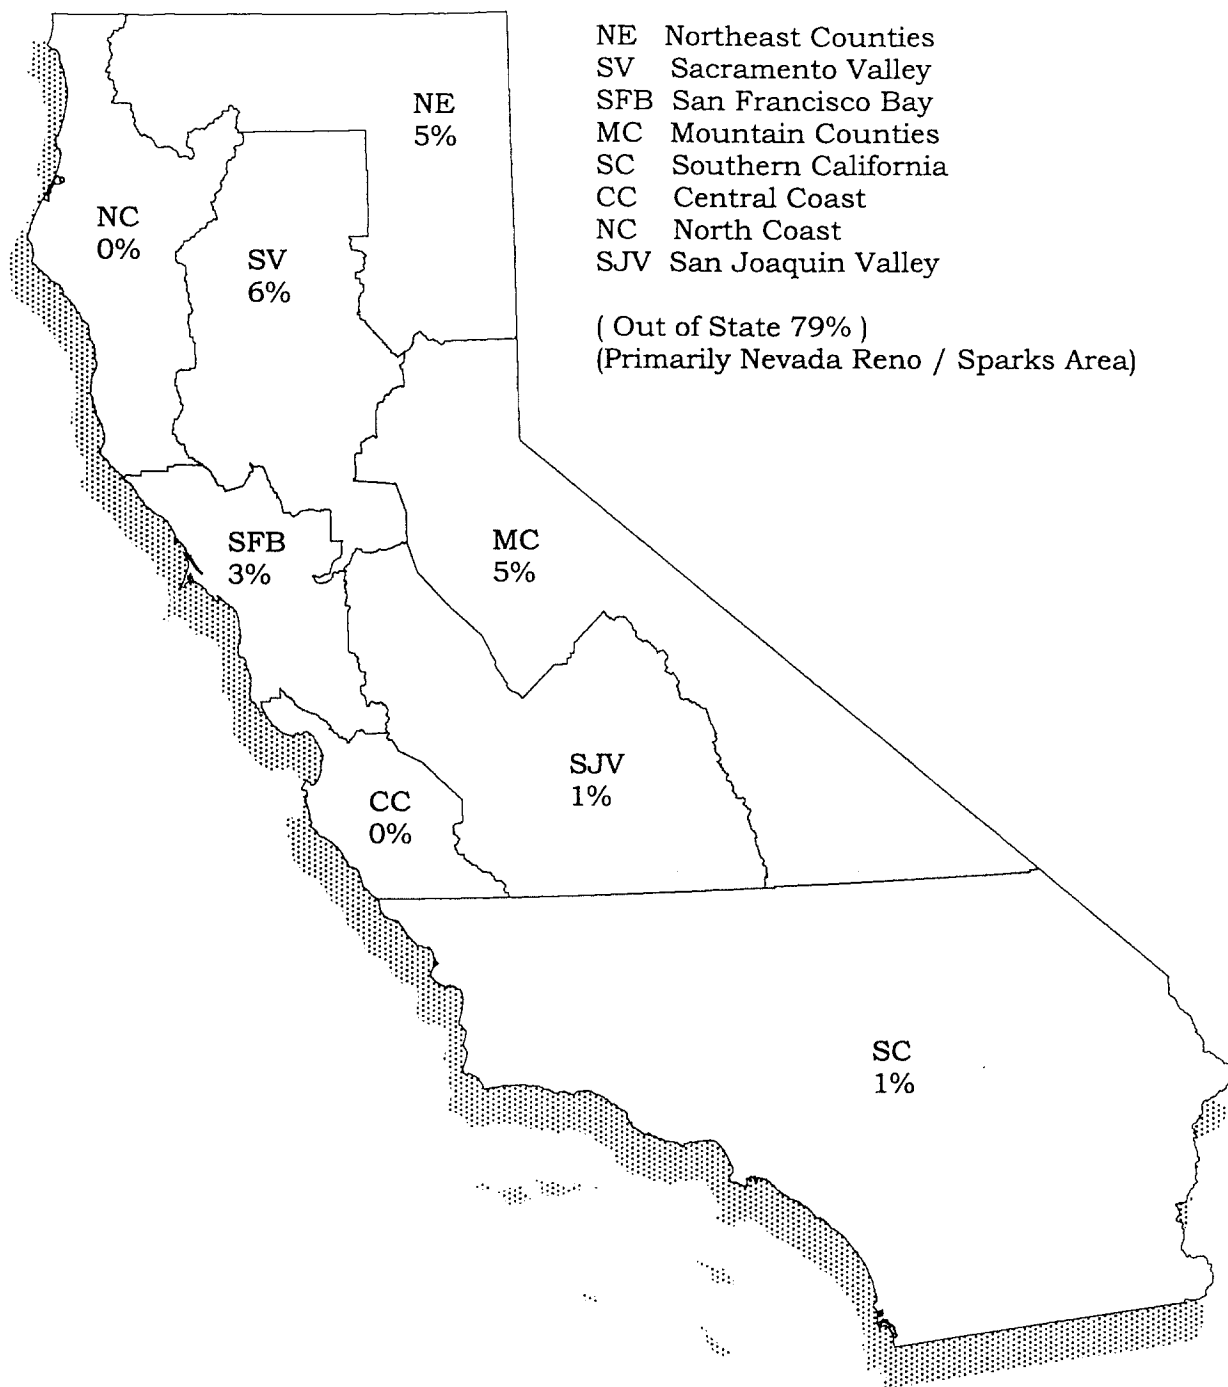 NE Northeast Counties
SV Sacramento Valley
SFB San Francisco Bay
MC Mountain Counties
SC Southern California
CC Central Coast
NC North Coast
SJV San Joaquin Valley
( Out of State 79% )
(Primarily Nevada Reno / Sparks Area)
NE
5%
NC
0%
SV
6%
SFB
3%
MC
5%
SJV
1%
CC
0%
SC
1%